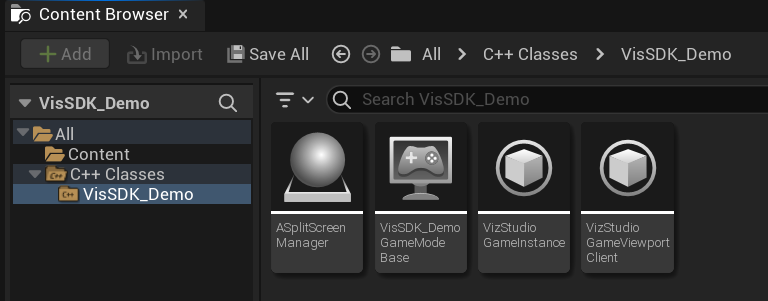 Content Browser ×
Add
Import
Save All
All
C++ Classes
VisSDK_Demo
VisSDK_Demo
Search VisSDK_Demo
All
Content
C++ Classes
VisSDK_Demo
ASplitScreen
Manager
VisSDK_Demo
GameMode
Base
VizStudio
GameInstance
VizStudio
GameViewport
Client